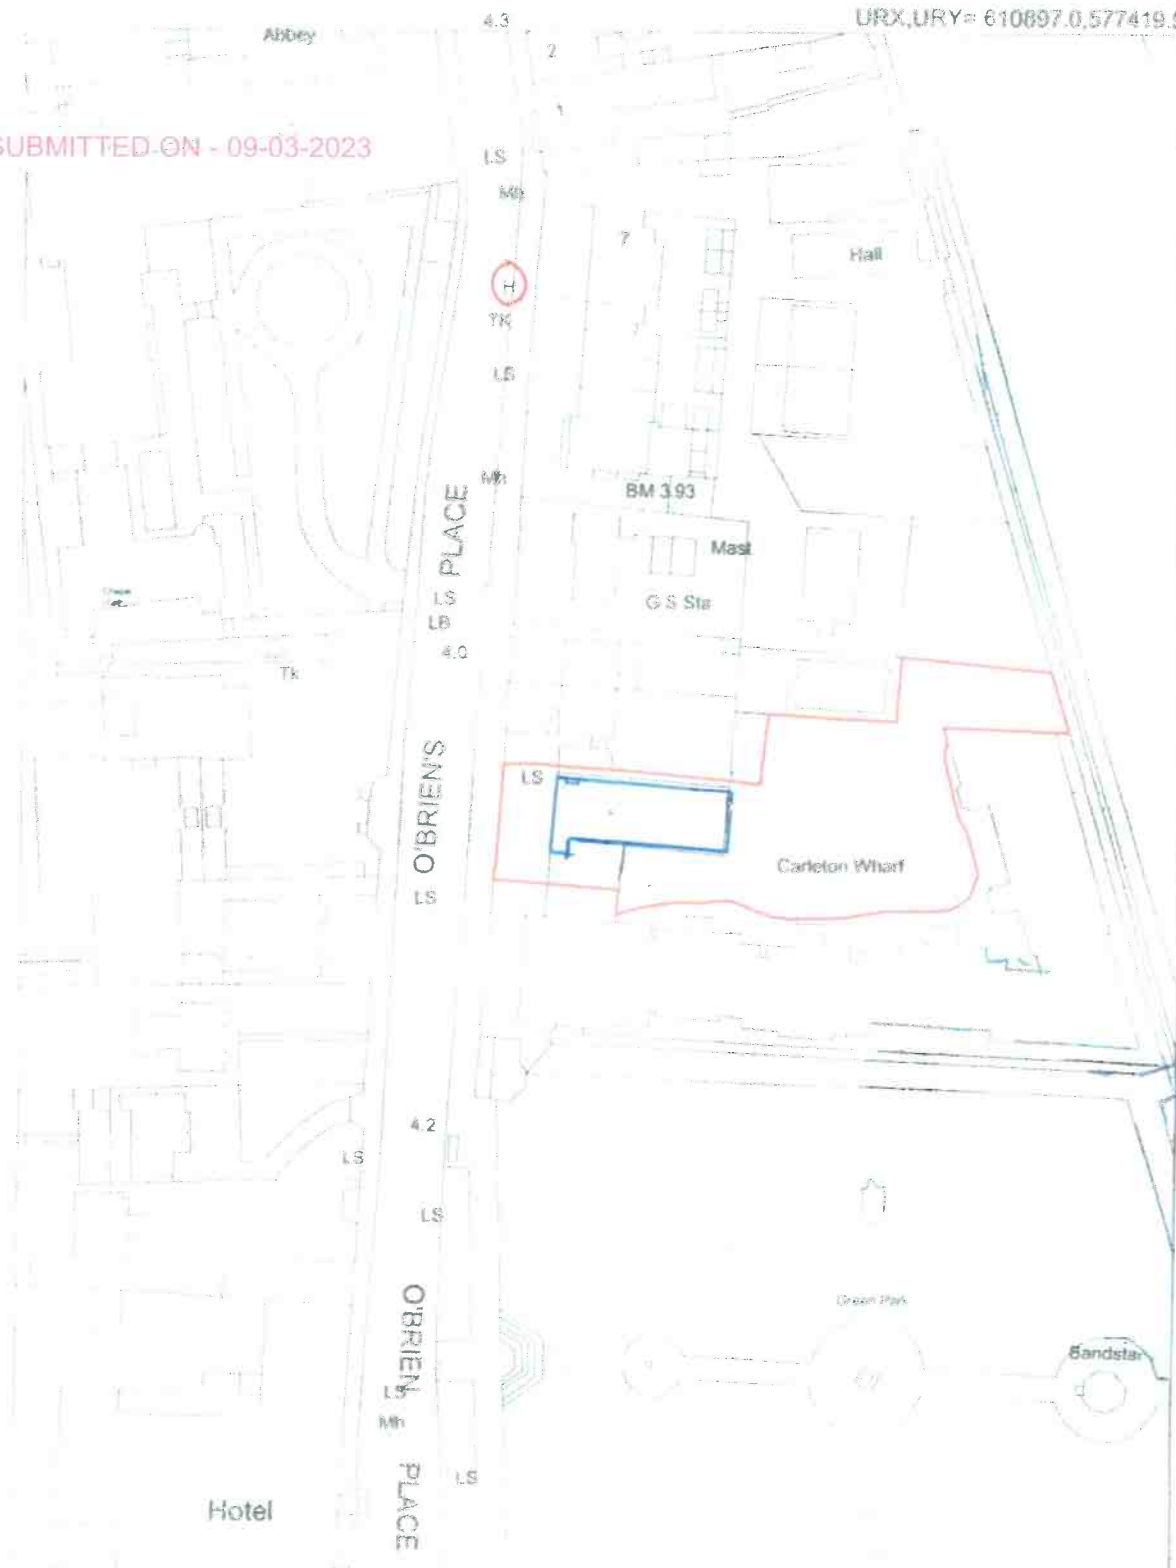 4.3
URX,URY= 610897.0,577419.
Abbey
2
1
SUBMITTED ON - 09-03-2023
LS
Mh
7
Hall
H
TK
LB
Mh
BM 3.93
PLACE
Mast
LS
G S Sta
LB
4.0
Tk
O'BRIEN'S
LS
Carleton Wharf
LS
4.2
LS
LS
Green Park
O'BRIEN
Bandstan
LS
Mh
PLACE
LS
Hotel